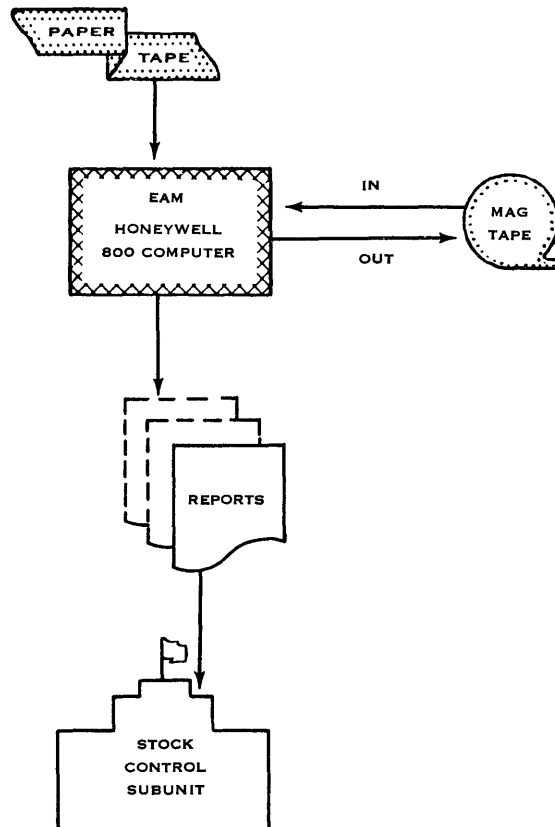 PAPER
TAPE
EAM
HONEYWELL
800 COMPUTER
IN
MAG
TAPE
OUT
REPORTS
STOCK
CONTROL
SUBUNIT